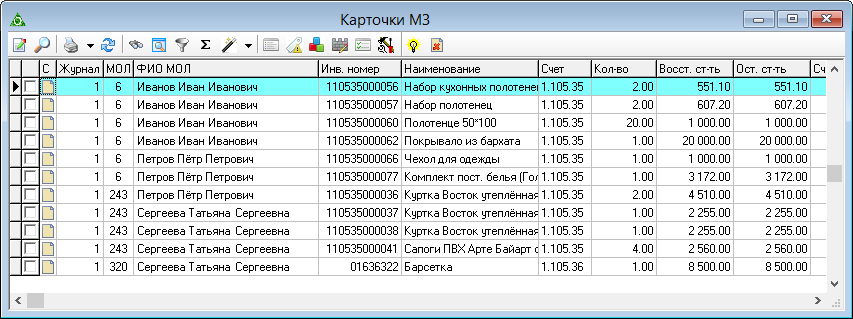 Карточки МЗ
С Журнал МОЛ ФИО МОЛ Инв. номер Наименование Счет Кол-во Восст. ст-ть Ост. ст-ть Сч
1 6 Иванов Иван Иванович 110535000056 Набор кухонных полотене 1.105.35 2.00 551.10 551.10
1 6 Иванов Иван Иванович 110535000057 Набор полотенец 1.105.35 2.00 607.20 607.20
1 6 Иванов Иван Иванович 110535000060 Полотенце 50*100 1.105.35 20.00 1 000.00 1 000.00
1 6 Иванов Иван Иванович 110535000062 Покрывало из бархата 1.105.35 1.00 20 000.00 20 000.00
1 6 Петров Пётр Петрович 110535000066 Чехол для одежды 1.105.35 1.00 1 000.00 1 000.00
1 6 Петров Пётр Петрович 110535000077 Комплект пост. белья (Гол 1.105.35 1.00 3 172.00 3 172.00
1 243 Петров Пётр Петрович 110535000036 Куртка Восток утеплённая 1.105.35 2.00 4 510.00 4 510.00
1 243 Сергеева Татьяна Сергеевна 110535000037 Куртка Восток утеплённая 1.105.35 1.00 2 255.00 2 255.00
1 243 Сергеева Татьяна Сергеевна 110535000038 Куртка Восток утеплённая 1.105.35 1.00 2 255.00 2 255.00
1 243 Сергеева Татьяна Сергеевна 110535000041 Сапоги ПВХ Арте Байарт с 1.105.35 4.00 2 560.00 2 560.00
1 320 Сергеева Татьяна Сергеевна 01636322 Барсетка 1.105.36 1.00 8 500.00 8 500.00